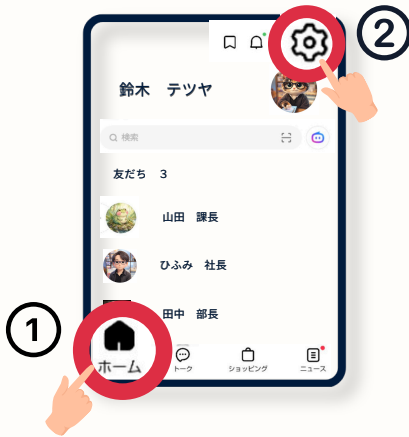 ②
鈴木 テツヤ
検索
友だち 3
山田 課長
ひふみ 社長
田中 部長
①
ホーム
トーク
ショッピング
ニュース